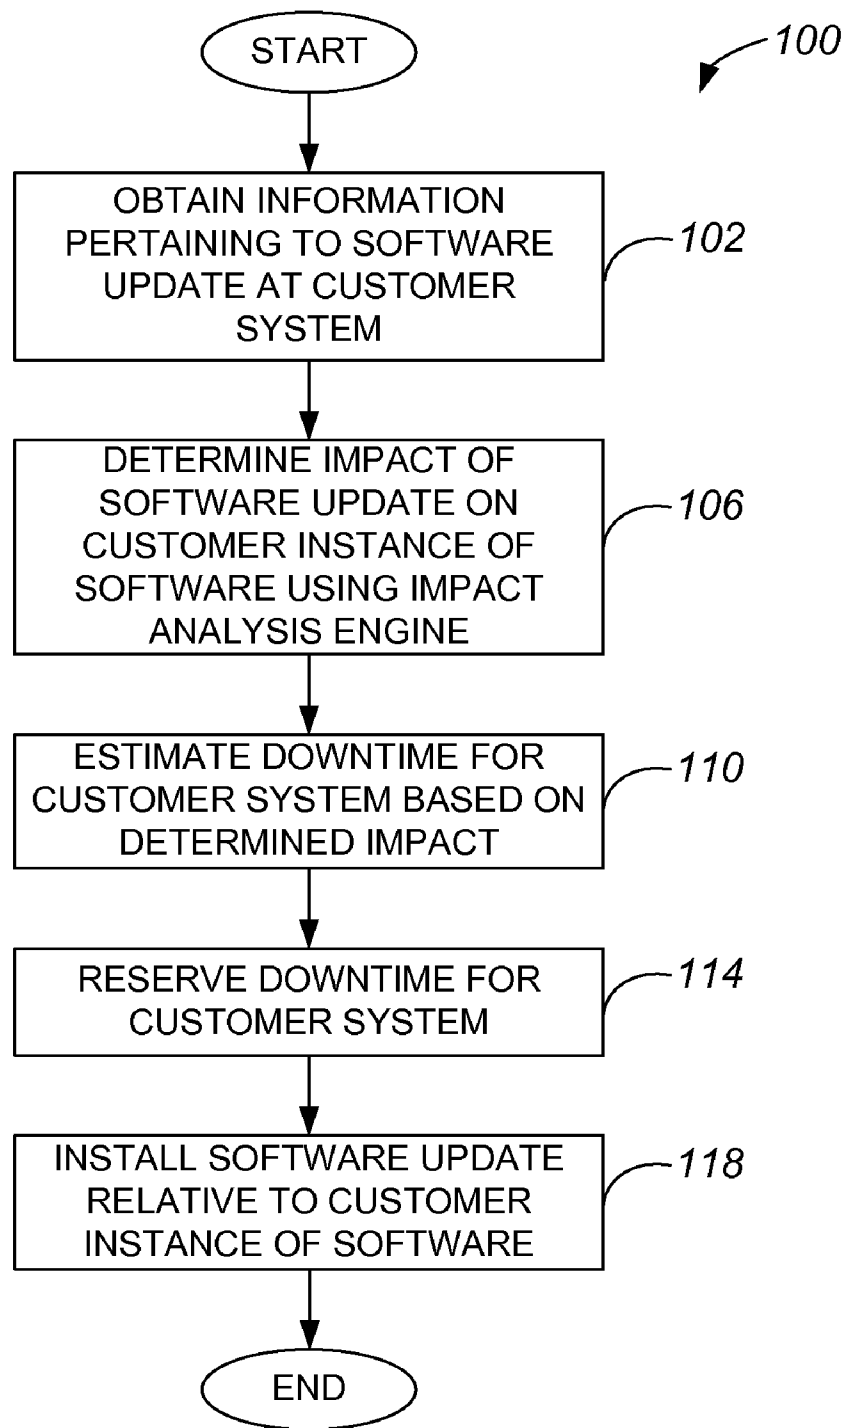 START
100
OBTAIN INFORMATION
PERTAINING TO SOFTWARE
UPDATE AT CUSTOMER
SYSTEM
102
DETERMINE IMPACT OF
SOFTWARE UPDATE ON
CUSTOMER INSTANCE OF
SOFTWARE USING IMPACT
ANALYSIS ENGINE
106
ESTIMATE DOWNTIME FOR
CUSTOMER SYSTEM BASED ON
DETERMINED IMPACT
110
RESERVE DOWNTIME FOR
CUSTOMER SYSTEM
114
INSTALL SOFTWARE UPDATE
RELATIVE TO CUSTOMER
INSTANCE OF SOFTWARE
118
END